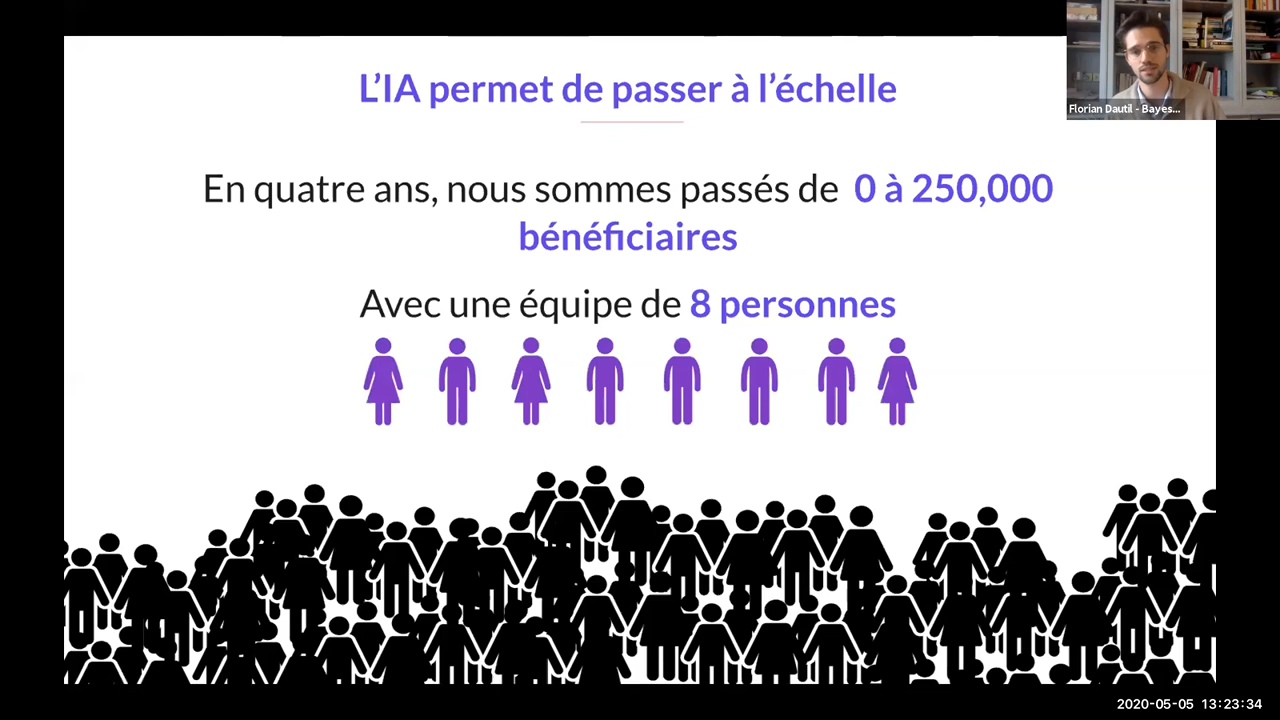 L’IA permet de passer à l’échelle
Florian Dautil - Bayes...
En quatre ans, nous sommes passés de 0 à 250,000
bénéficiaires
Avec une équipe de 8 personnes
2020-05-05 13:23:34